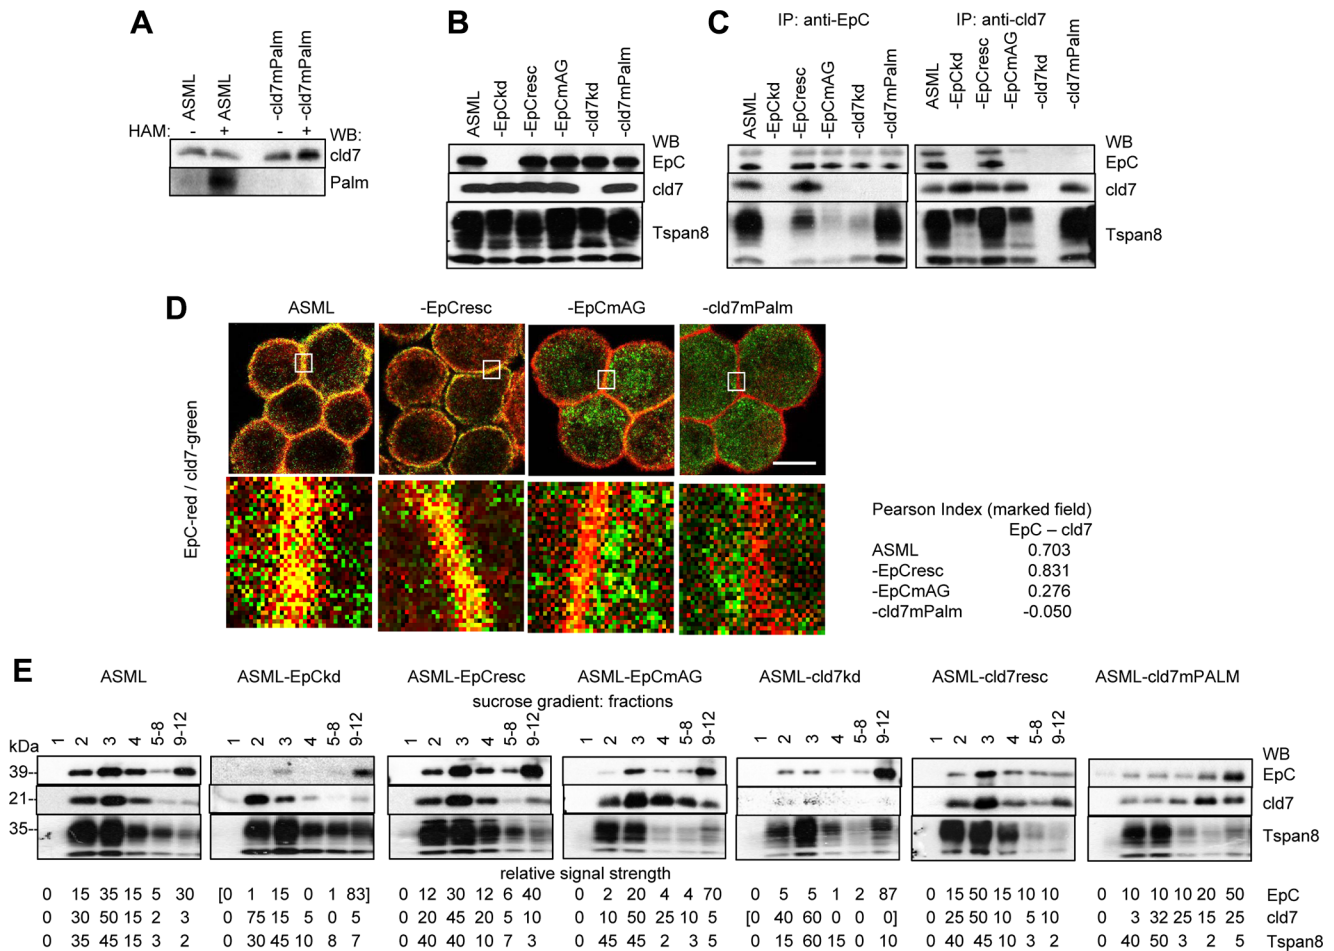 A
ASML
ASML
-cld7mPalm
-cld7mPalm
HAM: - + - + WB:
cld7
Palm
B
ASML
-EpCkd
-EpCresc
-EpCmAG
-cld7kd
-cld7mPalm
WB
EpC
cld7
Tspan8
C
IP: anti-EpC
IP: anti-cld7
ASML
-EpCkd
-EpCresc
-EpCmAG
-cld7kd
-cld7mPalm
ASML
-EpCkd
-EpCresc
-EpCmAG
-cld7kd
-cld7mPalm
WB
EpC
cld7
Tspan8
D
ASML -EpCresc -EpCmAG -cld7mPalm
EpC-red / cld7-green
Pearson Index (marked field)
EpC – cld7
ASML 0.703
-EpCresc 0.831
-EpCmAG 0.276
-cld7mPalm -0.050
E
ASML ASML-EpCkd ASML-EpCresc ASML-EpCmAG ASML-cld7kd ASML-cld7resc ASML-cld7mPALM
sucrose gradient: fractions
kDa 1 2 3 4 5-8 9-12 1 2 3 4 1-8 9-12 1 2 3 4 5-8 9-12 1 2 3 4 5-8 9-12 1 2 3 4 5-8 9-12 1 2 3 4 5-8 9-12 1 2 3 4 5-8 9-12
WB
39- EpC
21- cld7
35- Tspan8
relative signal strength
0 15 35 15 5 30 [0 1 15 0 1 83] 0 12 30 12 6 40 0 2 20 4 4 70 0 5 5 1 2 87 0 15 50 15 10 10 0 10 10 10 20 50 EpC
0 30 50 15 2 3 0 75 15 5 0 5 0 20 45 20 5 10 0 10 50 25 10 5 [0 40 60 0 0 0] 0 25 50 10 5 10 0 3 32 25 15 25 cld7
0 35 45 15 3 2 0 30 45 10 8 7 0 40 40 10 7 3 0 45 45 2 3 5 0 15 60 15 0 10 0 40 45 10 3 2 0 40 50 3 2 5 Tspan8